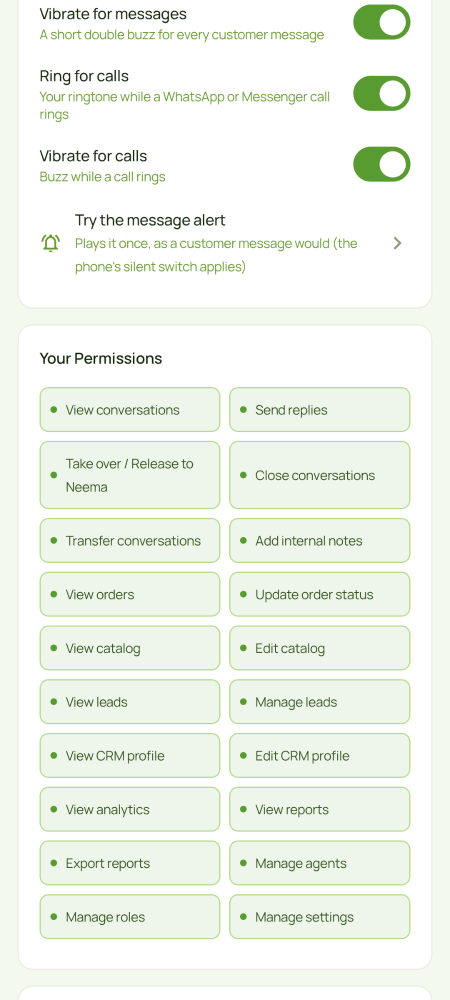 Vibrate for messages
A short double buzz for every customer message
Ring for calls
Your ringtone while a WhatsApp or Messenger call
rings
Vibrate for calls
Buzz while a call rings
Try the message alert
Plays it once, as a customer message would (the
phone's silent switch applies)
Your Permissions
View conversations
Send replies
Take over / Release to
Neema
Close conversations
Transfer conversations
Add internal notes
View orders
Update order status
View catalog
Edit catalog
View leads
Manage leads
View CRM profile
Edit CRM profile
View analytics
View reports
Export reports
Manage agents
Manage roles
Manage settings